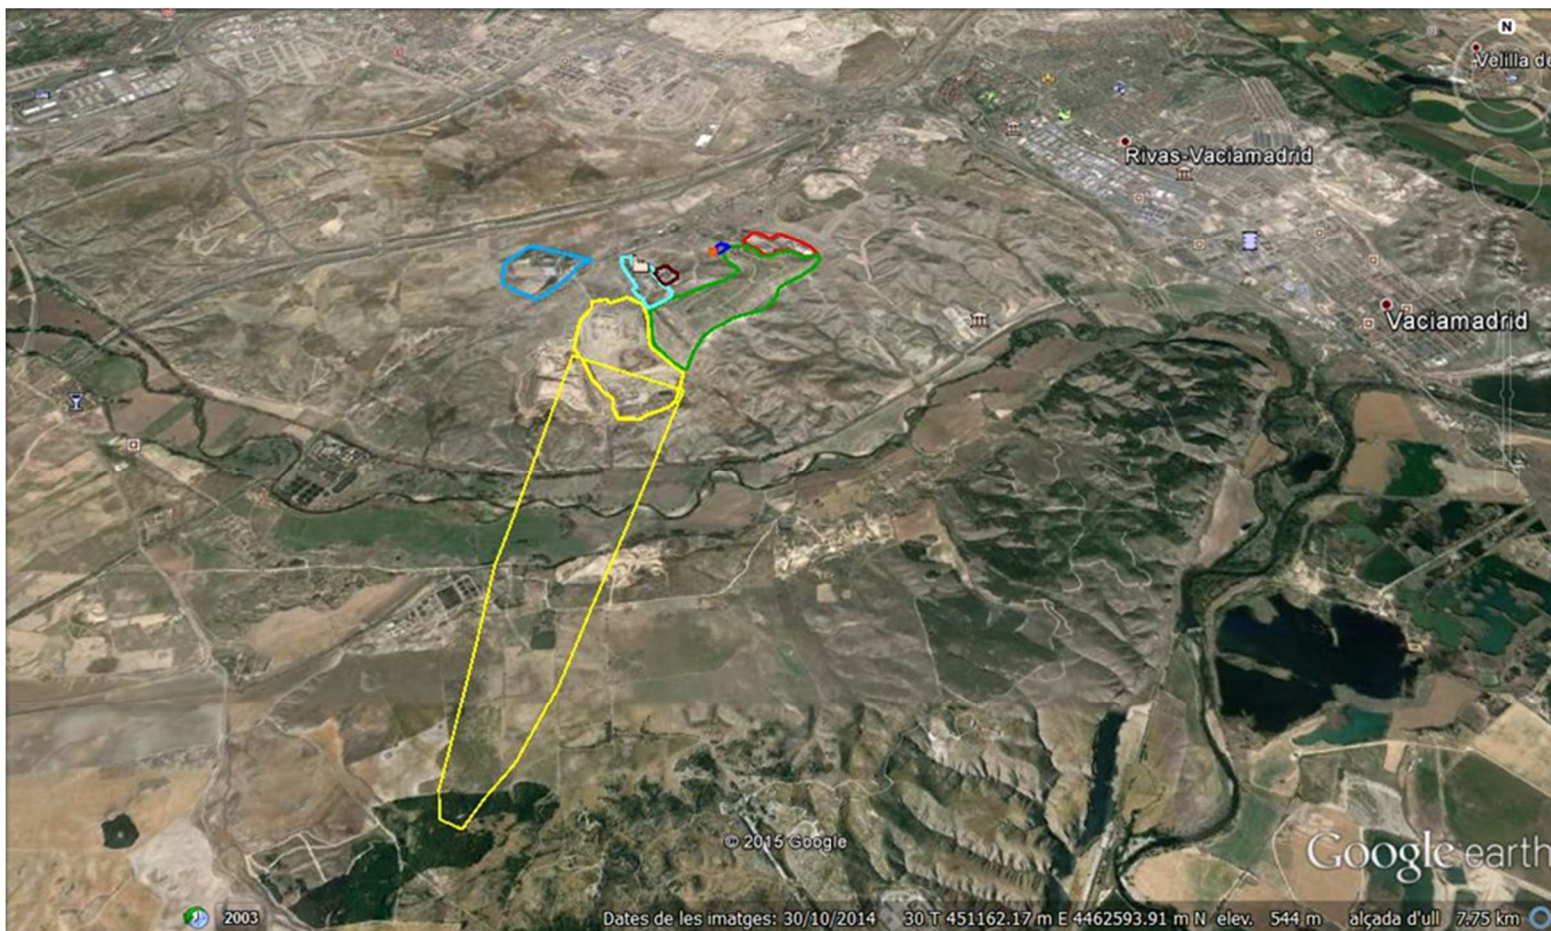 N
Velilla de
Rivas-Vaciamadrid
Vaciamadrid
© 2015 Google
Google earth
2003
Dates de les imatges: 30/10/2014 30 T 451162.17 m E 4462593.91 m N elev. 544 m alçada d'ull 7.75 km